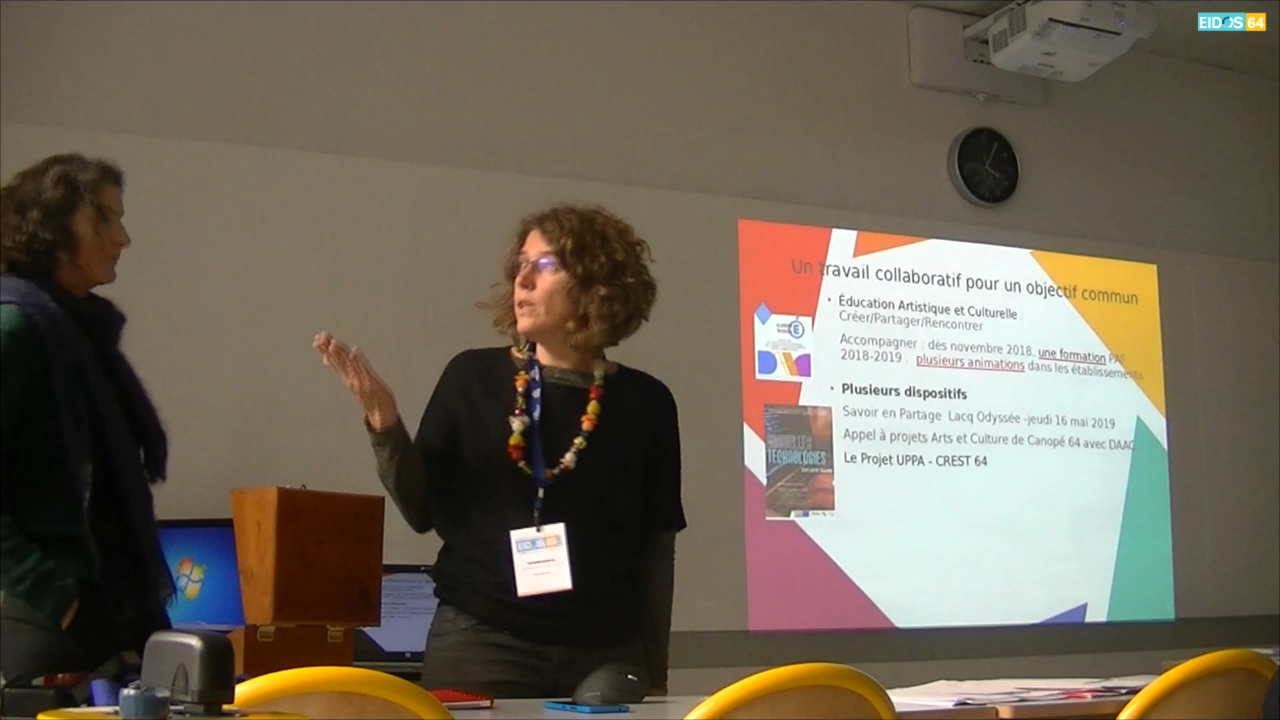 EIDOS 64
Un travail collaboratif pour un objectif commun
• Éducation Artistique et Culturelle
Créer/Partager/Rencontrer
Accompagner : dès novembre 2018, une formation PAF
2018-2019 . plusieurs animations dans les établissements
• Plusieurs dispositifs
Savoir en Partage Lacq Odyssée -jeudi 16 mai 2019
Appel à projets Arts et Culture de Canopé 64 avec DAAC
Le Projet UPPA - CREST 64
TECHNOLOGIES
EIDOS 64